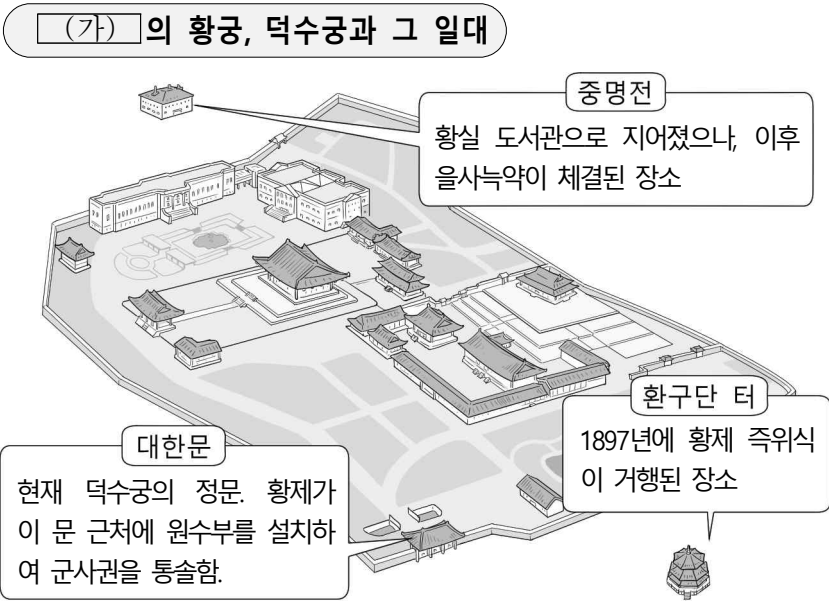 (가) 의 황궁, 덕수궁과 그 일대
중명전
황실 도서관으로 지어졌으나, 이후
을사늑약이 체결된 장소
환구단 터
1897년에 황제 즉위식
이 거행된 장소
대한문
현재 덕수궁의 정문. 황제가
이 문 근처에 원수부를 설치하
여 군사권을 통솔함.